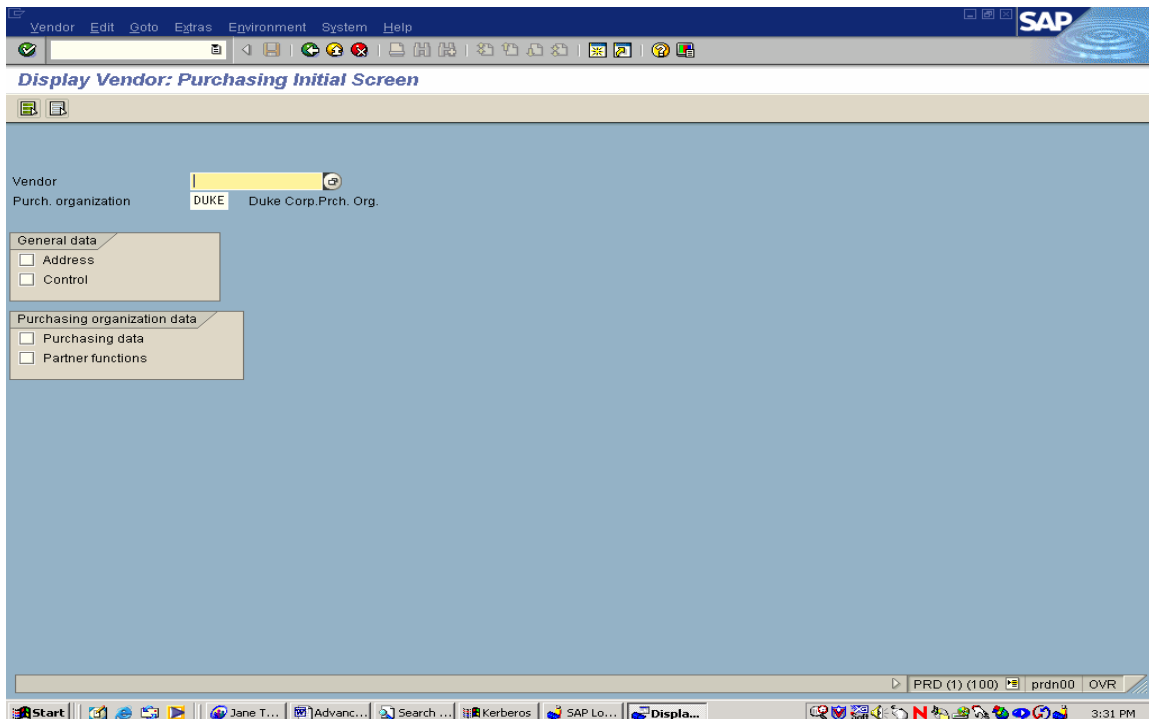 Vendor Edit Goto Extras Environment System Help
SAP
Display Vendor: Purchasing Initial Screen
Vendor
Purch. organization DUKE Duke Corp.Prch. Org.
General data
Address
Control
Purchasing organization data
Purchasing data
Partner functions
PRD (1) (100) prdn00 OVR
Start Jane T... Advanc... Search ... Kerberos SAP Lo... Displa... 3:31 PM